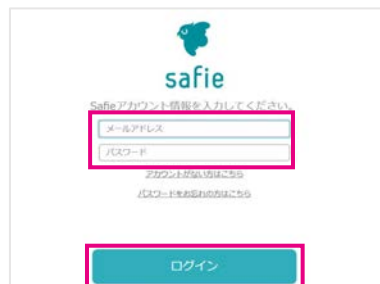 safie
Safieアカウント情報を入力してください。
メールアドレス
パスワード
アカウントがない方はこちら
パスワードをお忘れの方はこちら
ログイン